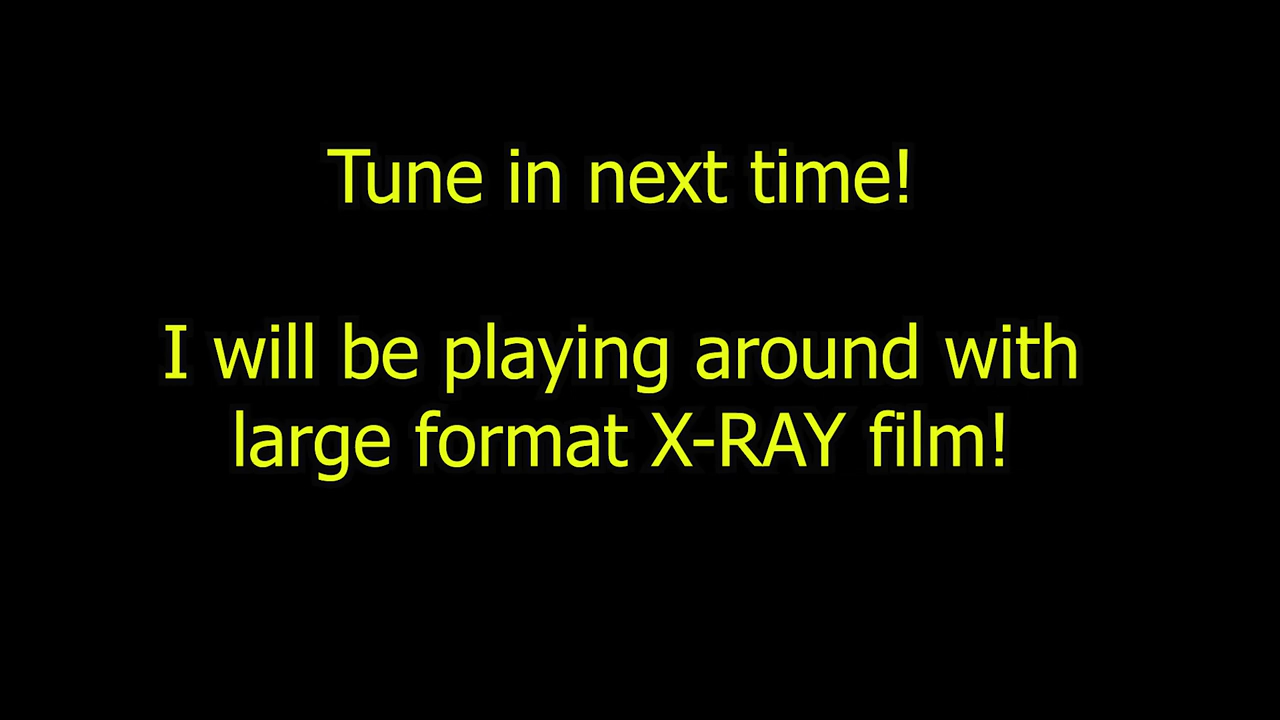 Tune in next time!
I will be playing around with
large format X-RAY film!